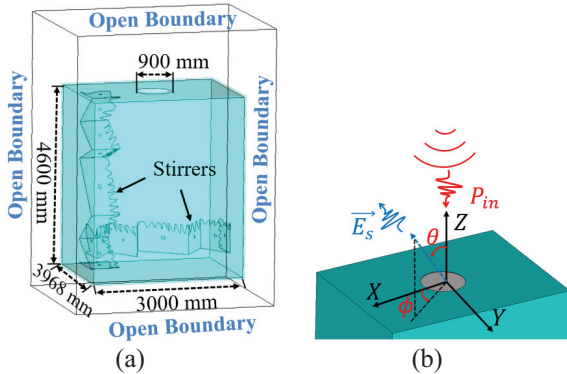 Open Boundary
900 mm
Open Boundary
Open Boundary
4600 mm
Stirrers
3968 mm
3000 mm
Open Boundary
(a)
P_in
Z
E_s
θ
X
ϕ
Y
(b)